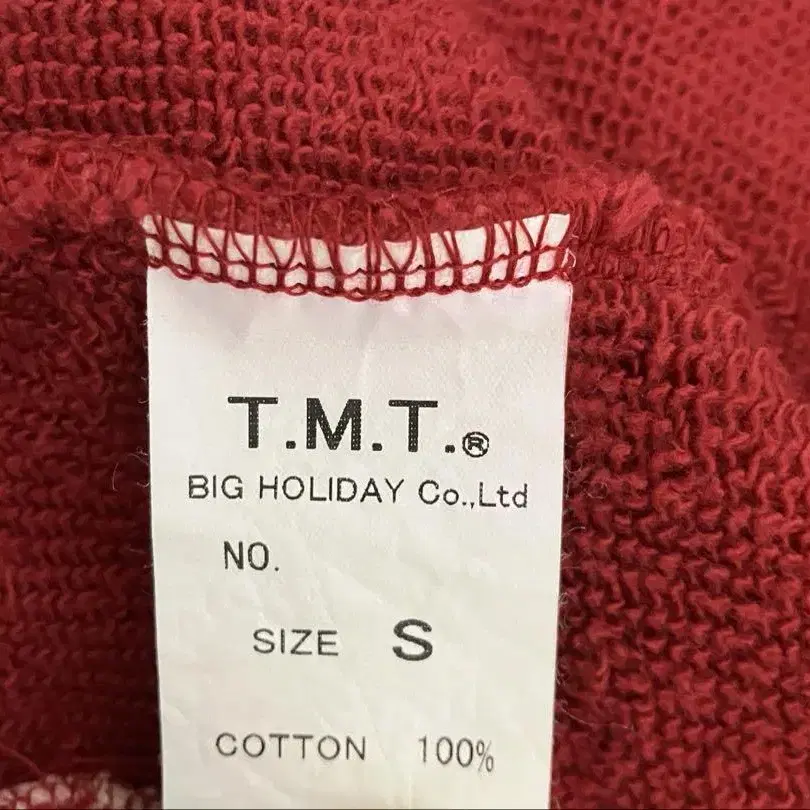 T.M.T.®
BIG HOLIDAY Co.,Ltd
NO.
SIZE S
COTTON 100%